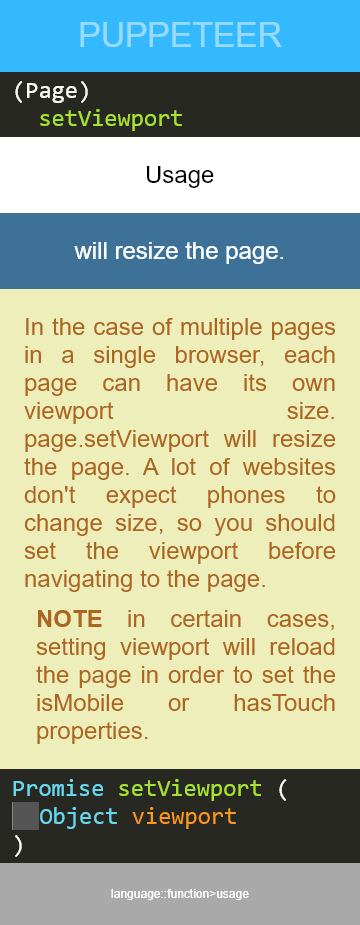 PUPPETEER
(Page)
setViewport
Usage
will resize the page.
In the case of multiple pages
in a single browser, each
page can have its own
viewport size.
page.setViewport will resize
the page. A lot of websites
don't expect phones to
change size, so you should
set the viewport before
navigating to the page.
NOTE in certain cases,
setting viewport will reload
the page in order to set the
isMobile or hasTouch
properties.
Promise setViewport (
Object viewport
)
language::function>usage